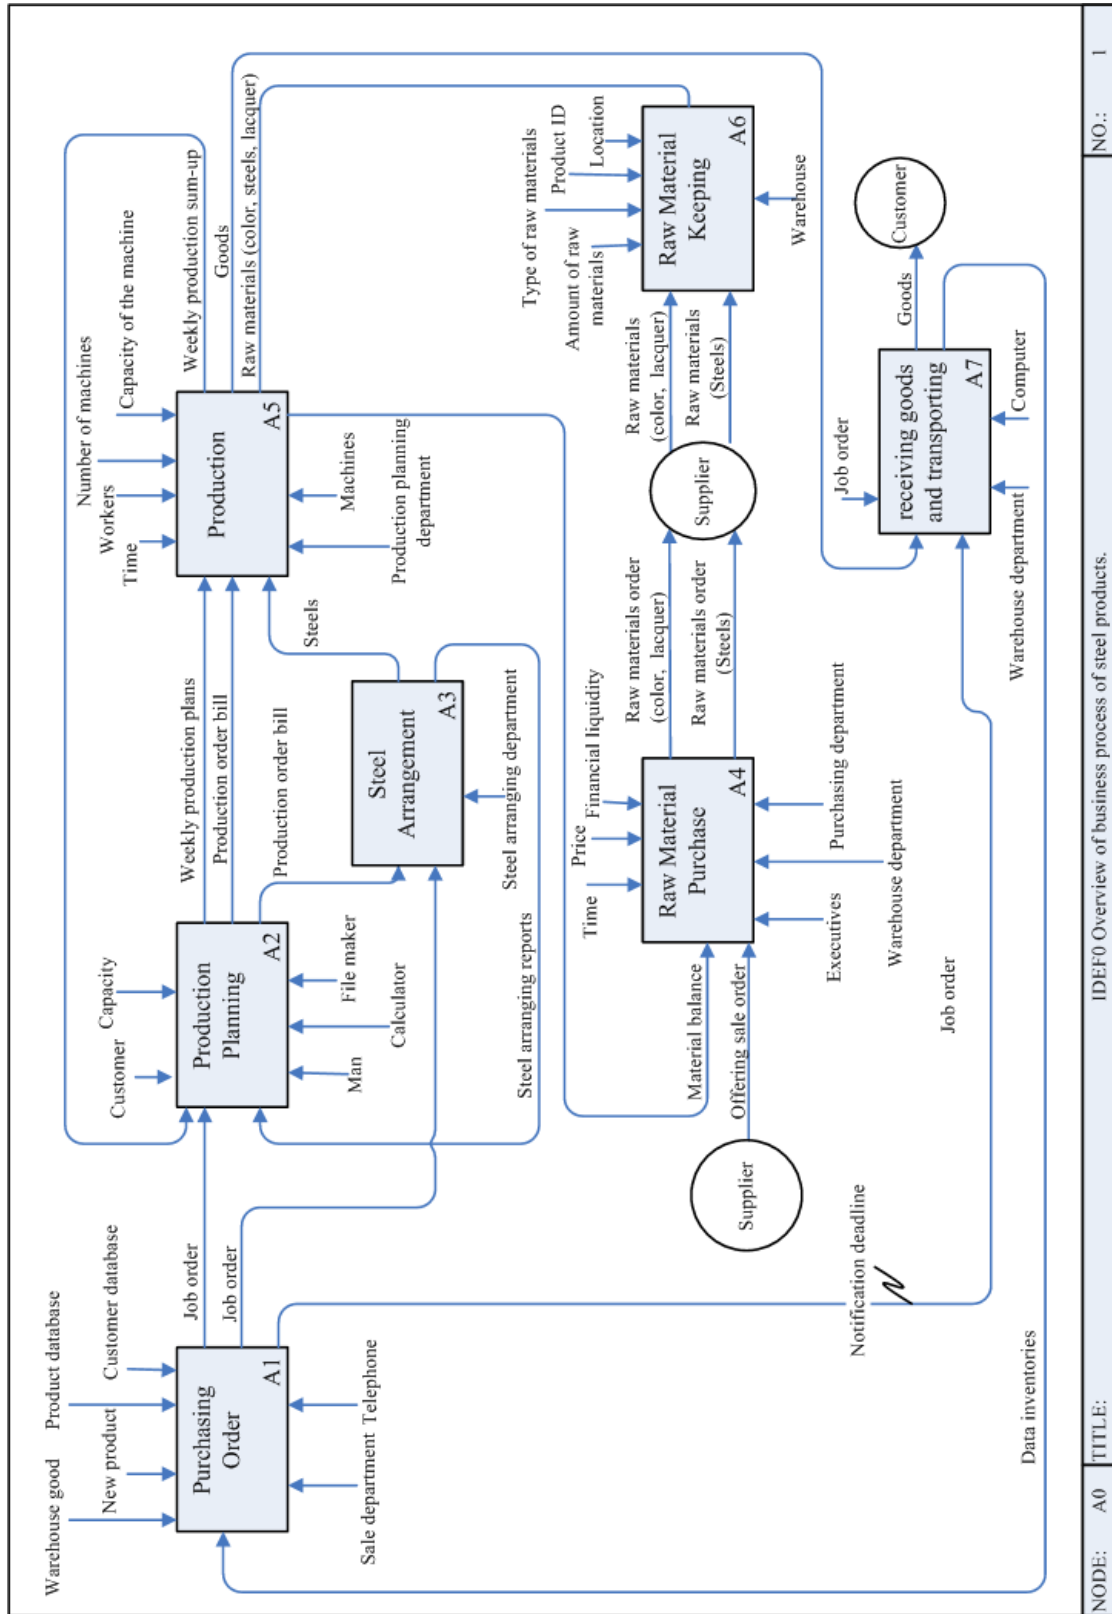 Warehouse good
New product
Product database
Customer database
Purchasing
Order
A1
Sale department
Telephone
Job order
Job order
Customer
Capacity
Production
Planning
A2
Man
Calculator
File maker
Weekly production plans
Production order bill
Production order bill
Steel
Arrangement
A3
Steel arranging department
Steel arranging reports
Steels
Time
Workers
Number of machines
Capacity of the machine
Production
A5
Production planning
department
Machines
Weekly production sum-up
Goods
Raw materials (color, steels, lacquer)
Supplier
Material balance
Offering sale order
Time
Price
Financial liquidity
Raw Material
Purchase
A4
Executives
Warehouse department
Purchasing department
Raw materials order
(color, lacquer)
Raw materials order
(Steels)
Supplier
Raw materials
(color, lacquer)
Raw materials
(Steels)
Amount of raw
materials
Type of raw materials
Product ID
Location
Raw Material
Keeping
A6
Warehouse
Notification deadline
Job order
Job order
receiving goods
and transporting
A7
Warehouse department
Computer
Goods
Customer
Data inventories
NODE: A0
TITLE: IDEF0 Overview of business process of steel products.
NO.: 1